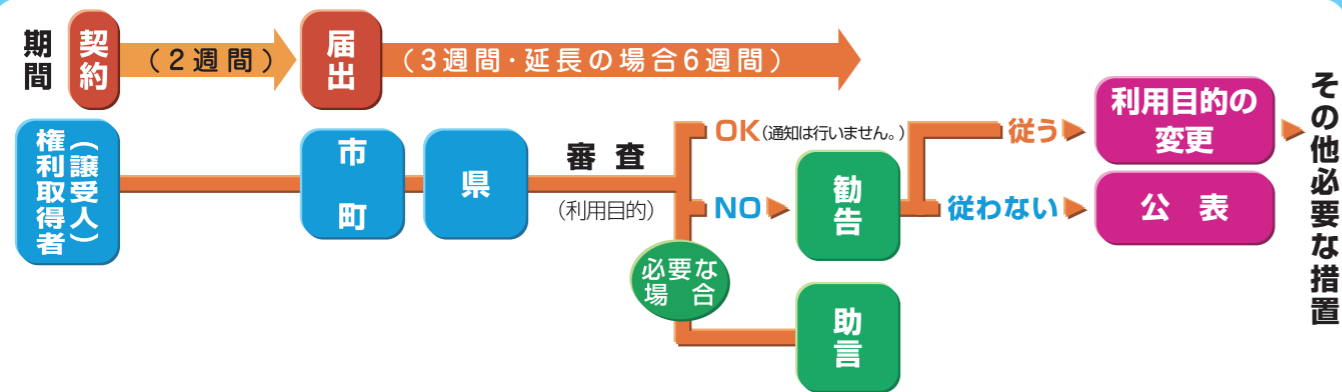 期間
契約
(2週間)
届出
(3週間・延長の場合6週間)
権利取得者
(譲受人)
市町
県
審査
(利用目的)
OK(通知は行いません。)
NO
勧告
必要な
場合
助言
従う
利用目的の
変更
従わない
公表
その他必要な措置